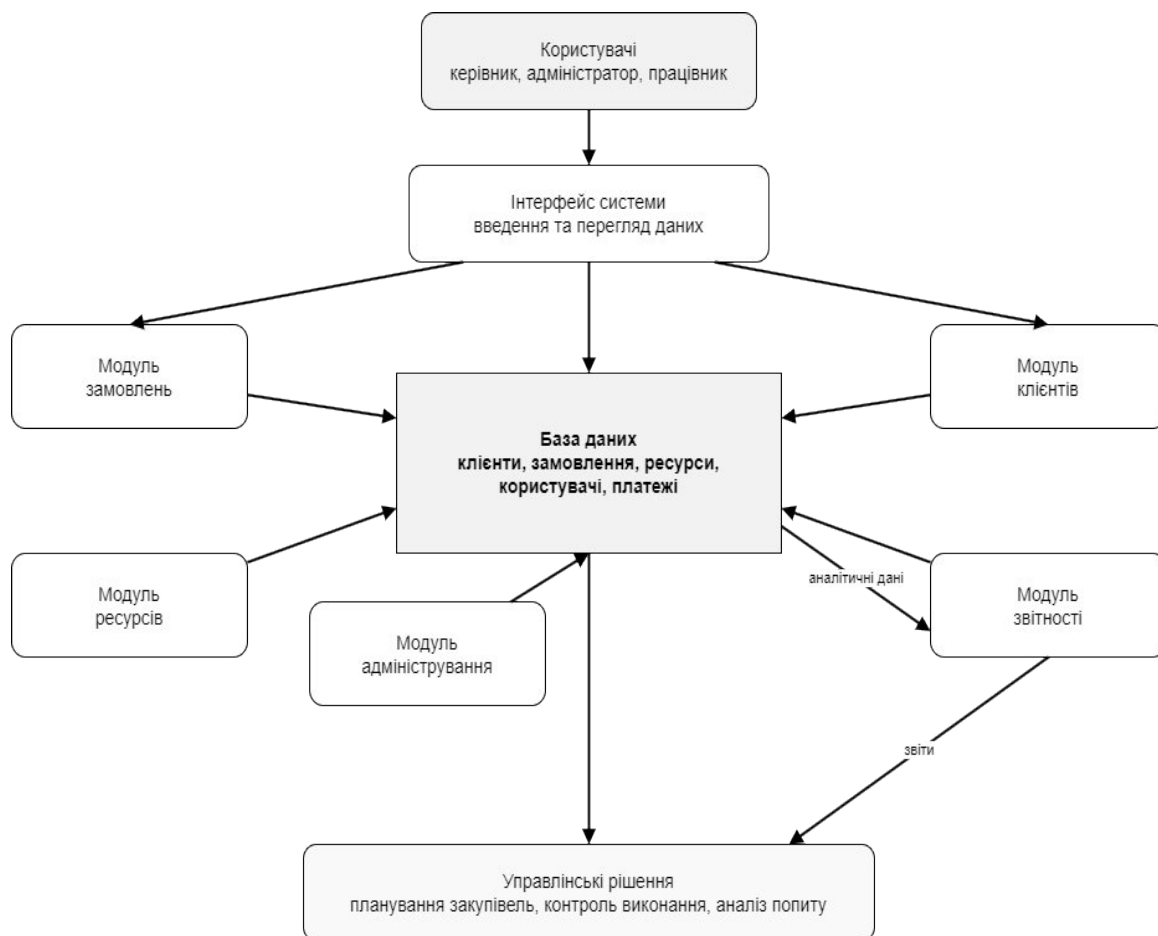 Користувачі
керівник, адміністратор, працівник
Інтерфейс системи
введення та перегляд даних
Модуль
замовлень
Модуль
клієнтів
База даних
клієнти, замовлення, ресурси,
користувачі, платежі
Модуль
ресурсів
Модуль
адміністрування
аналітичні дані
Модуль
звітності
звіти
Управлінські рішення
планування закупівель, контроль виконання, аналіз попиту